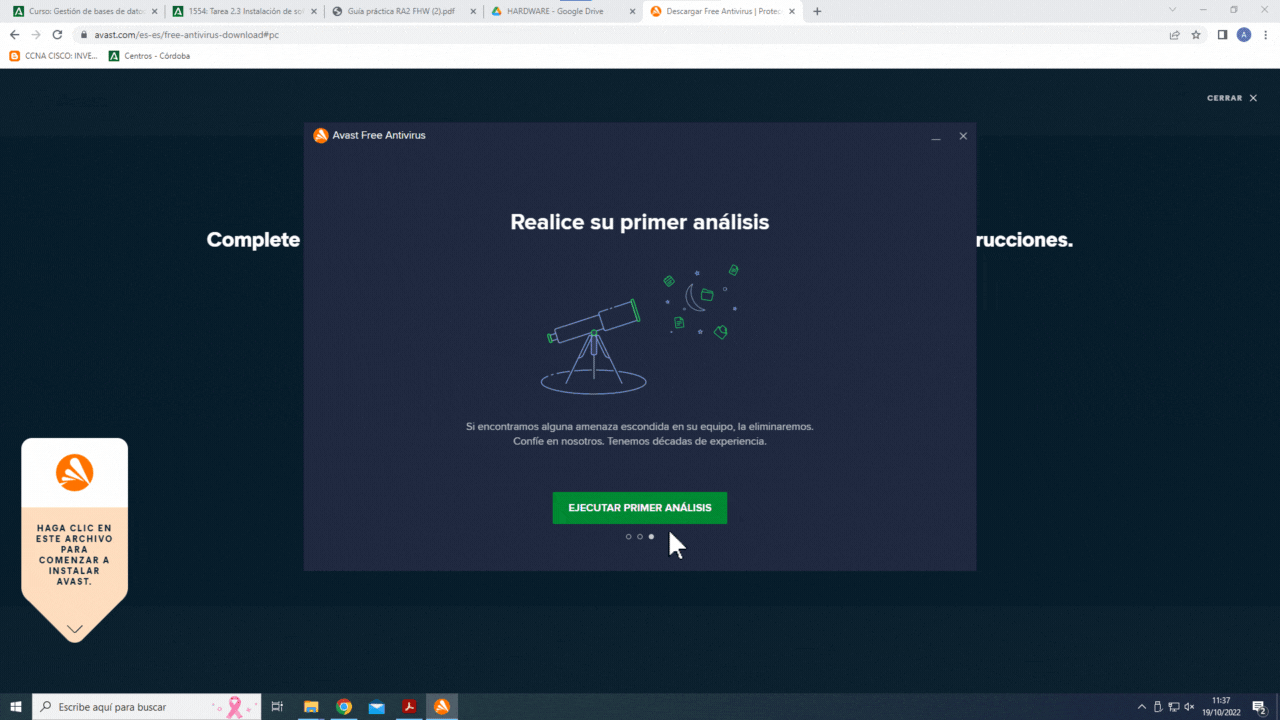 Curso: Gestión de bases de datos
1554: Tarea 2.3 Instalación de so
Guía práctica RA2 FHW (2).pdf
HARDWARE - Google Drive
Descargar Free Antivirus | Protec
avast.com/es-es/free-antivirus-download#pc
A
CCNA CISCO: INVE...
Centros - Córdoba
CERRAR
Avast Free Antivirus
Realice su primer análisis
Complete
rucciones.
Si encontramos alguna amenaza escondida en su equipo, la eliminaremos.
Confíe en nosotros. Tenemos décadas de experiencia.
EJECUTAR PRIMER ANÁLISIS
HAGA CLIC EN
ESTE ARCHIVO
PARA
COMENZAR A
INSTALAR
AVAST.
Escribe aquí para buscar
11:37
19/10/2022
2